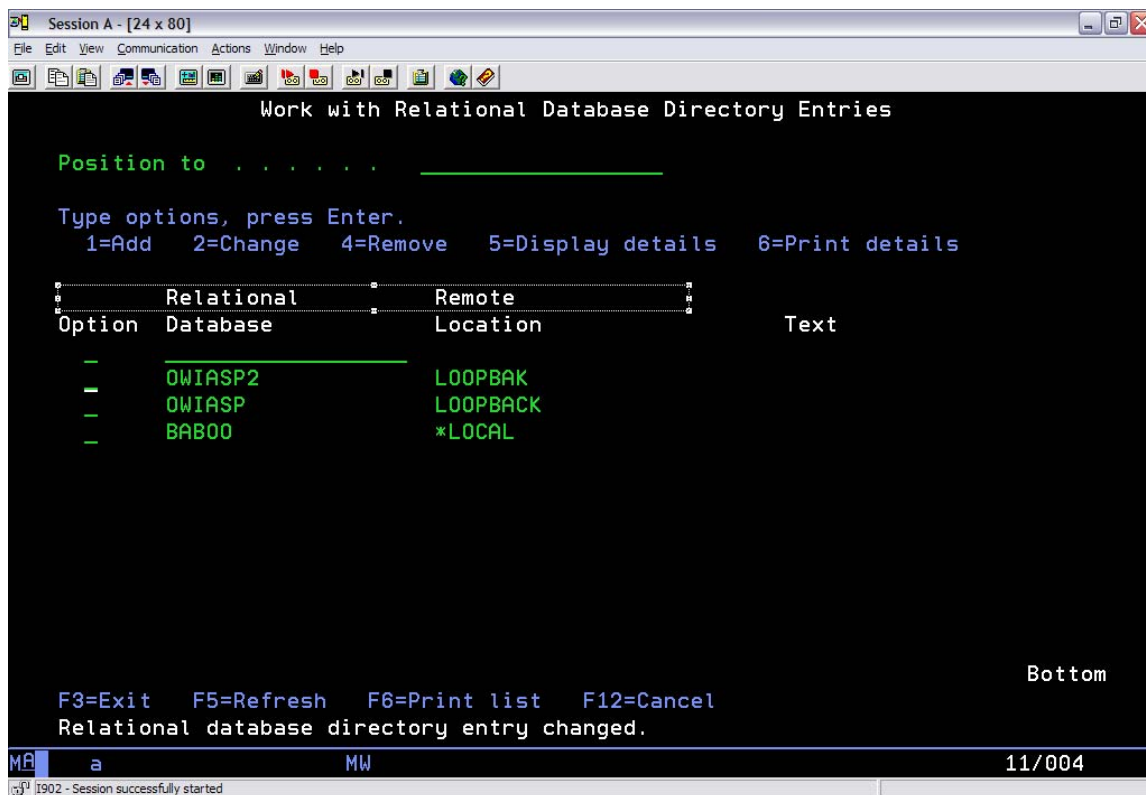 Session A - [24 x 80]
File Edit View Communication Actions Window Help
Work with Relational Database Directory Entries
Position to . . . . . .
Type options, press Enter.
1=Add 2=Change 4=Remove 5=Display details 6=Print details
Relational Remote
Option Database Location Text
OWIASP2 LOOPBAK
OWIASP LOOPBACK
BABOO *LOCAL
Bottom
F3=Exit F5=Refresh F6=Print list F12=Cancel
Relational database directory entry changed.
MA a MW 11/004
I902 - Session successfully started